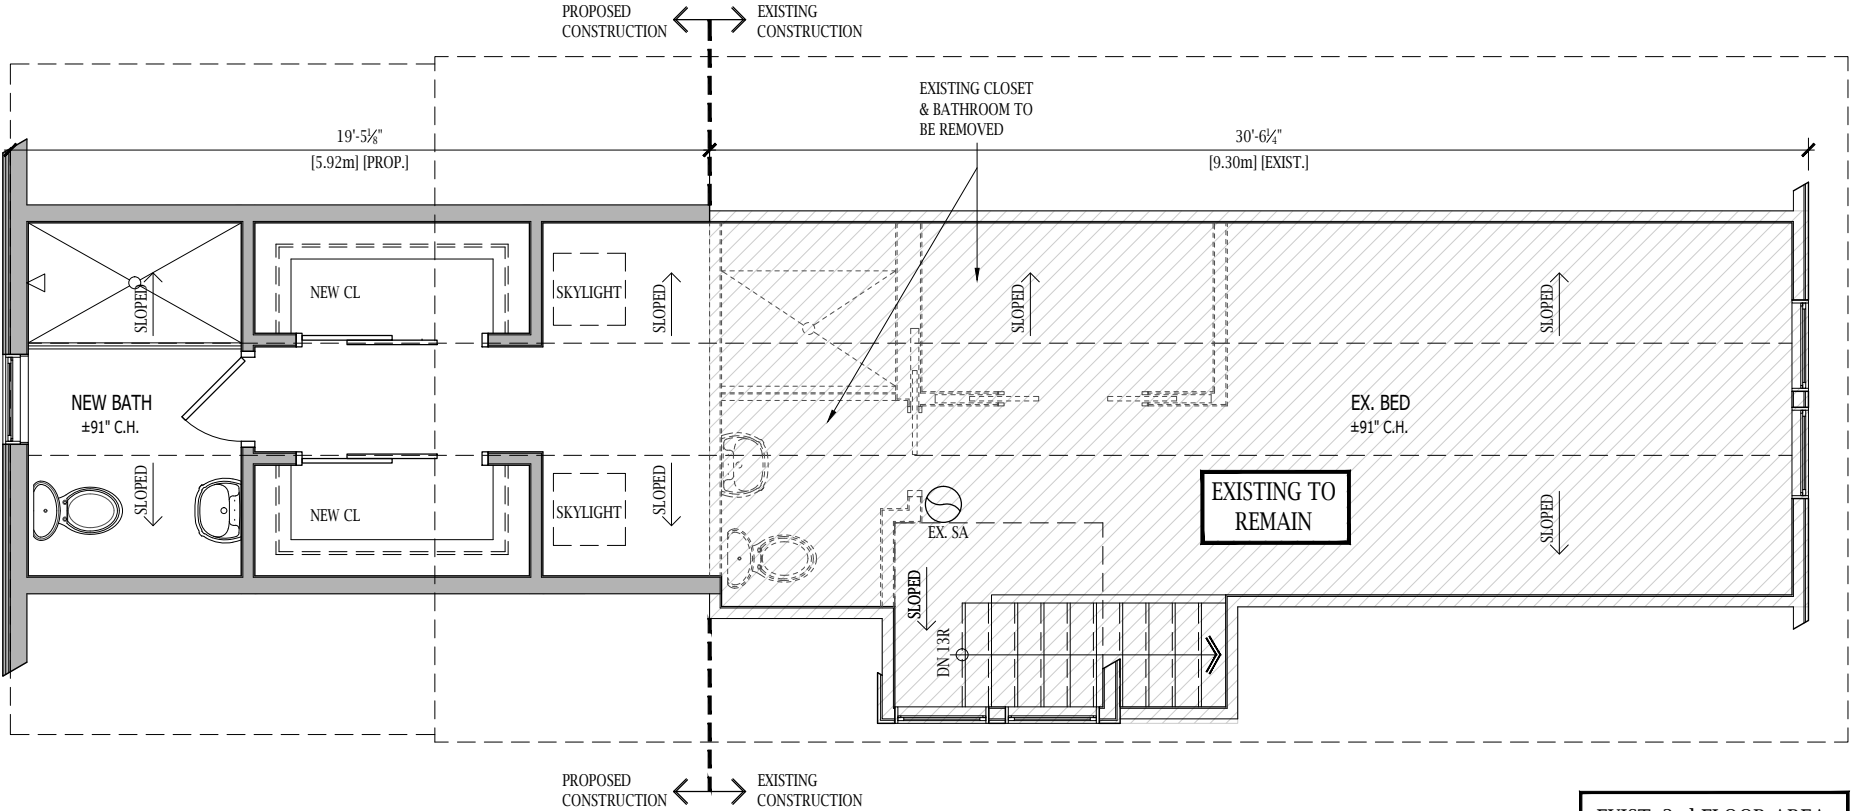 PROPOSED
CONSTRUCTION
EXISTING
CONSTRUCTION
EXISTING CLOSET
& BATHROOM TO
BE REMOVED
19'-5⅛"
[5.92m] [PROP.]
30'-6¼"
[9.30m] [EXIST.]
NEW CL
SKYLIGHT
SLOPED
SLOPED
SLOPED
SLOPED
NEW BATH
±91" C.H.
EX. BED
±91" C.H.
SLOPED
NEW CL
SKYLIGHT
SLOPED
EXISTING TO
REMAIN
SLOPED
EX. SA
SLOPED
DN 13R
PROPOSED
CONSTRUCTION
EXISTING
CONSTRUCTION